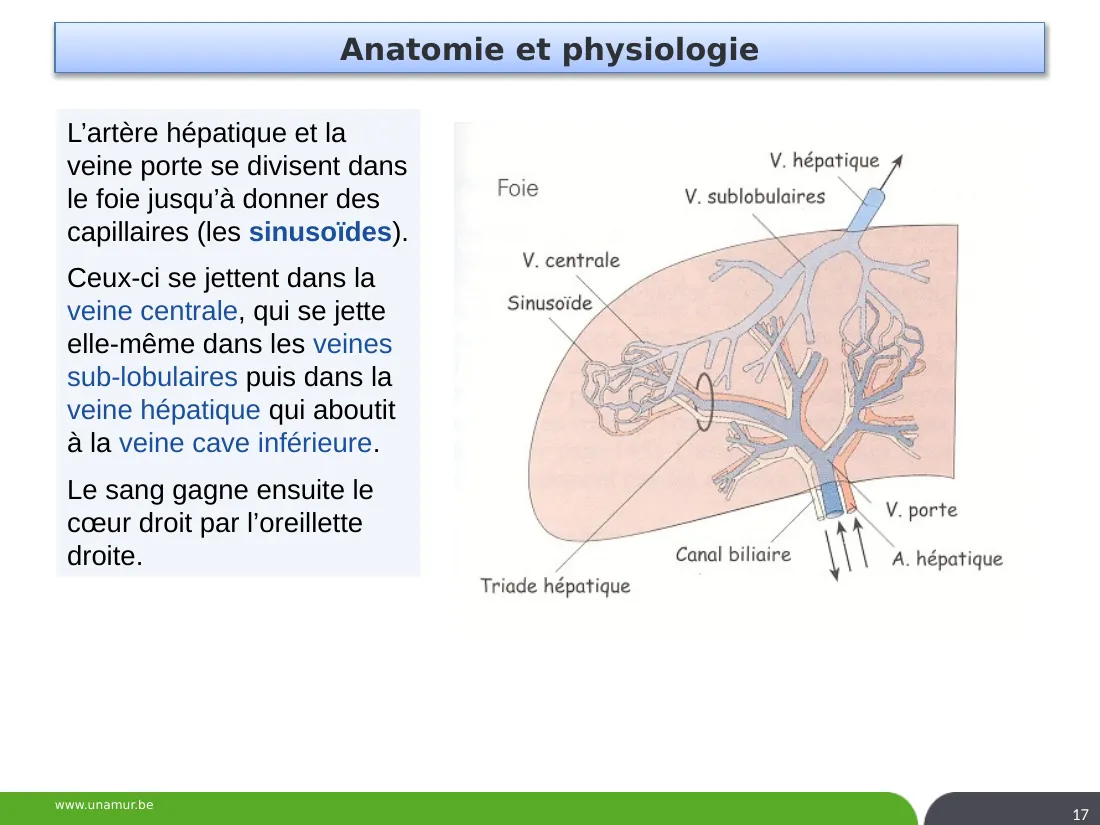 Anatomie et physiologie
L’artère hépatique et la
veine porte se divisent dans
le foie jusqu’à donner des
capillaires (les sinusoïdes).
Ceux-ci se jettent dans la
veine centrale, qui se jette
elle-même dans les veines
sub-lobulaires puis dans la
veine hépatique qui aboutit
à la veine cave inférieure.
Le sang gagne ensuite le
cœur droit par l’oreillette
droite.
V. hépatique
Foie
V. sublobulaires
V. centrale
Sinusoïde
V. porte
Canal biliaire
A. hépatique
Triade hépatique
www.unamur.be
17